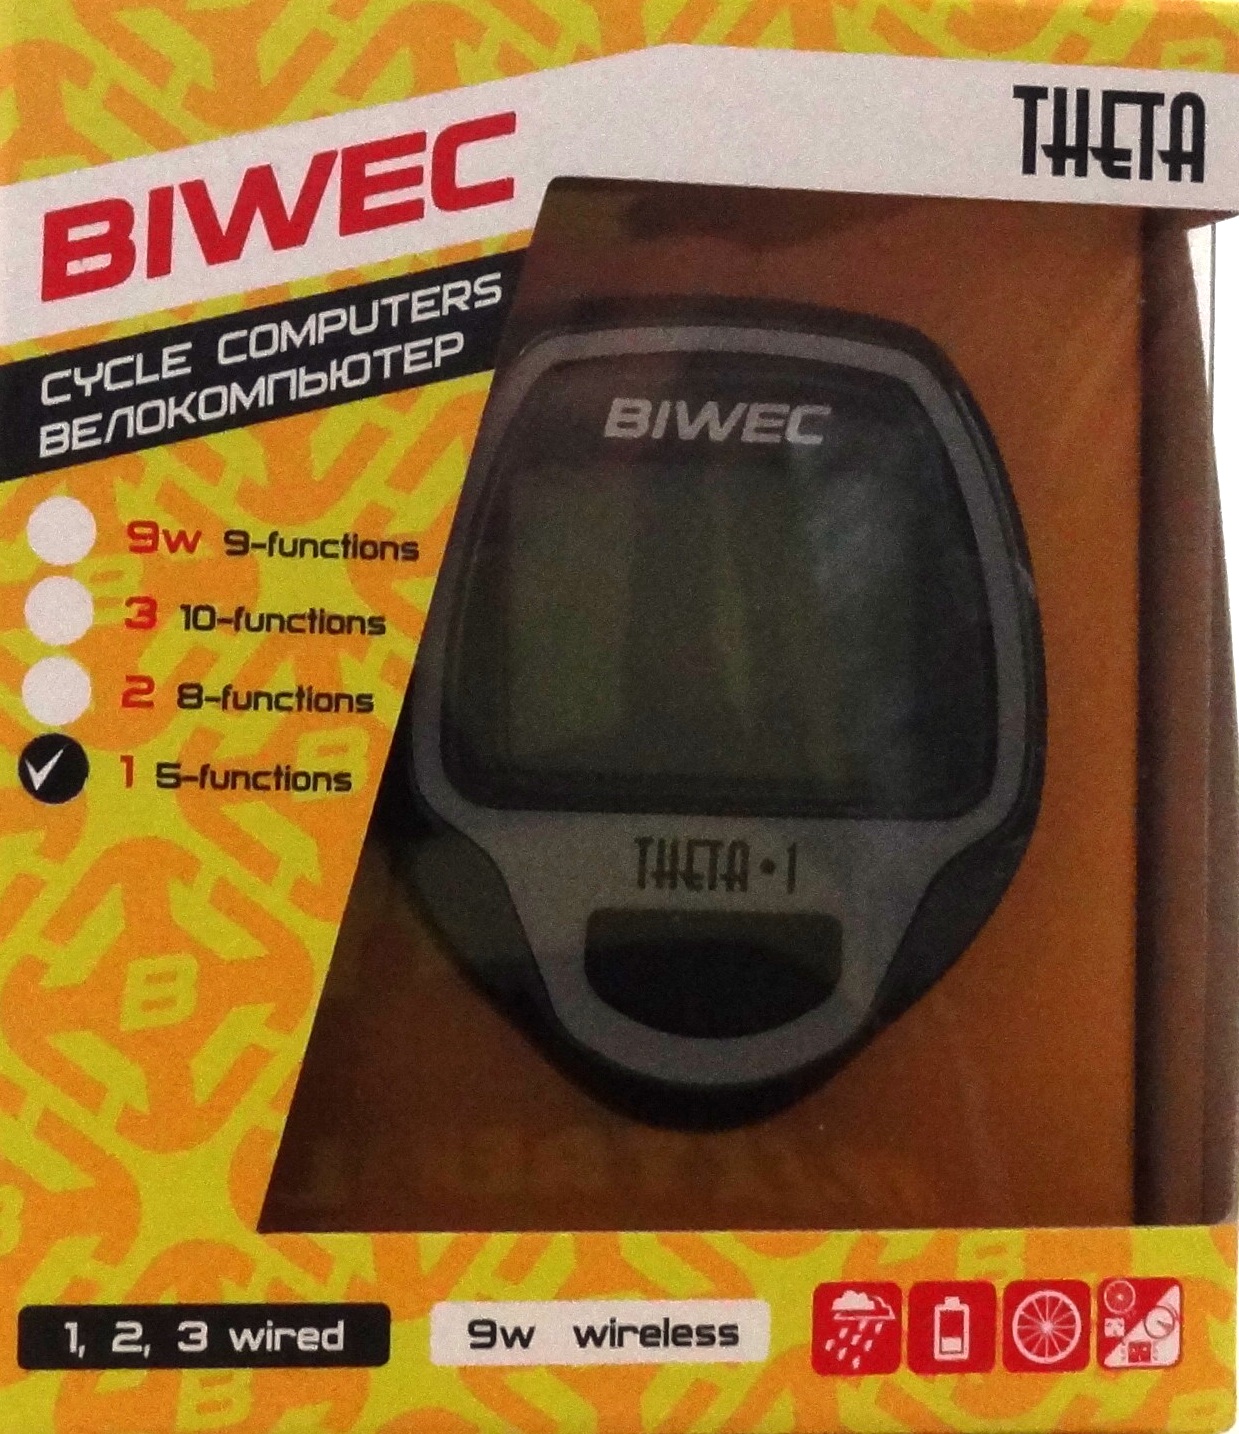 THETA
BIWEC
CYCLE COMPUTERS
ВЕЛОКОМПЬЮТЕР
BIWEC
9w 9-functions
3 10-functions
2 8-functions
1 5-functions
THETA • 1
1, 2, 3 wired
9w wireless